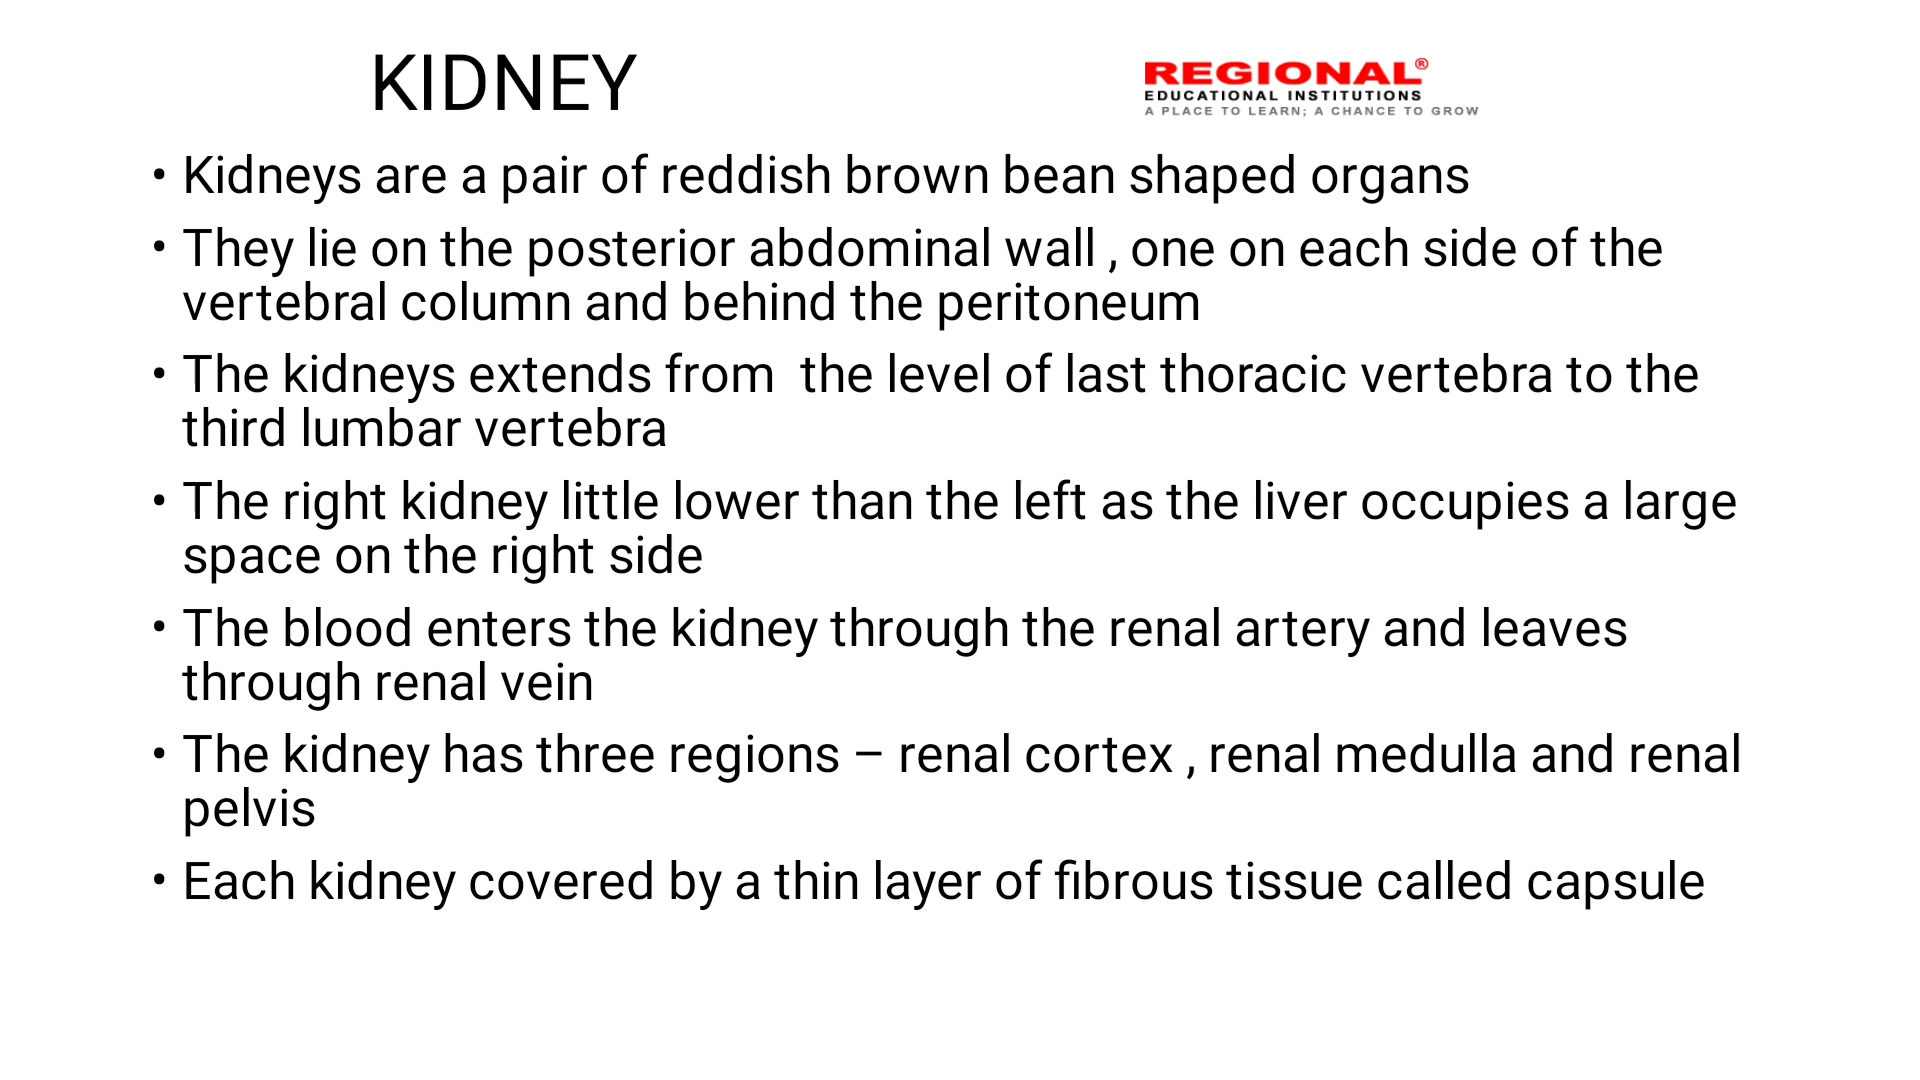 KIDNEY
REGIONAL®
EDUCATIONAL INSTITUTIONS
A PLACE TO LEARN; A CHANCE TO GROW
• Kidneys are a pair of reddish brown bean shaped organs
• They lie on the posterior abdominal wall , one on each side of the
vertebral column and behind the peritoneum
• The kidneys extends from  the level of last thoracic vertebra to the
third lumbar vertebra
• The right kidney little lower than the left as the liver occupies a large
space on the right side
• The blood enters the kidney through the renal artery and leaves
through renal vein
• The kidney has three regions – renal cortex , renal medulla and renal
pelvis
• Each kidney covered by a thin layer of fibrous tissue called capsule